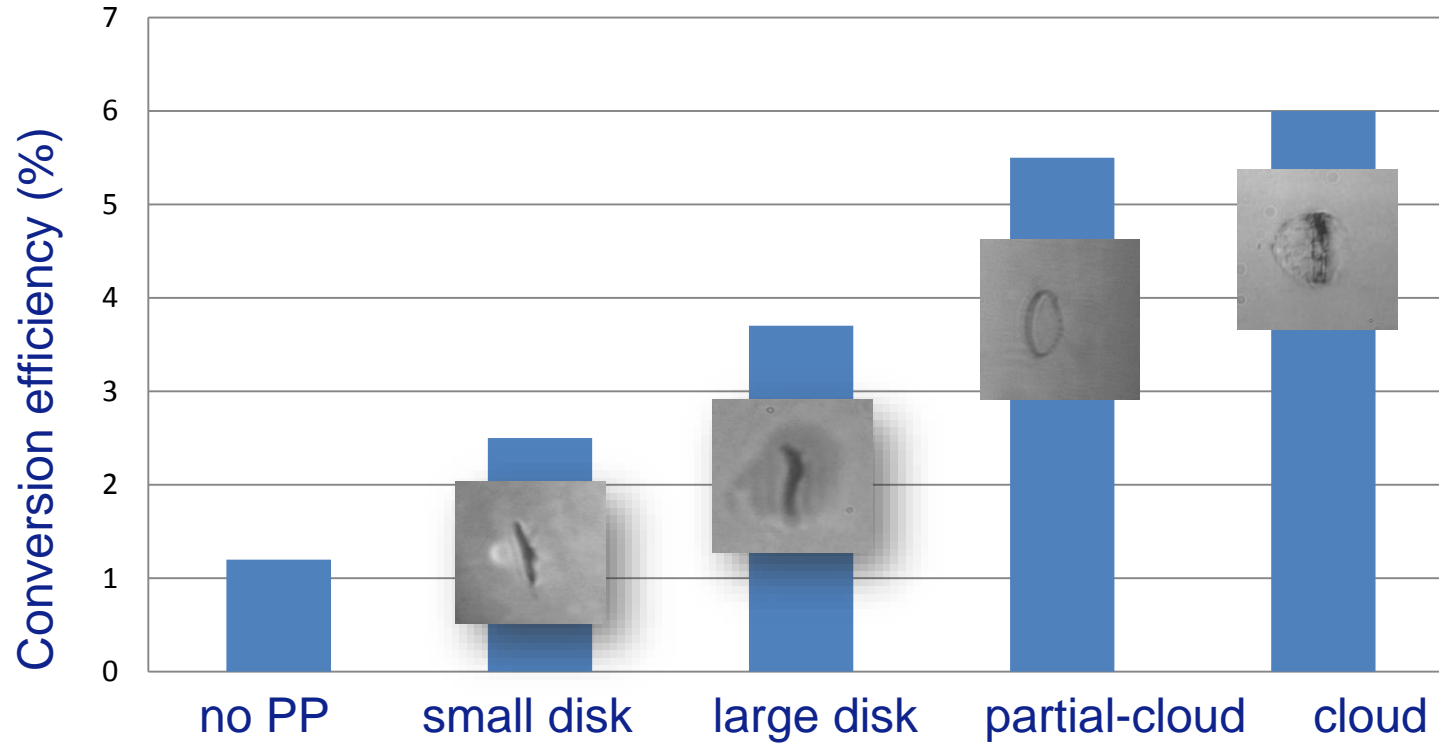 Conversion efficiency (%)
7
6
5
4
3
2
1
0
no PP
small disk
large disk
partial-cloud
cloud